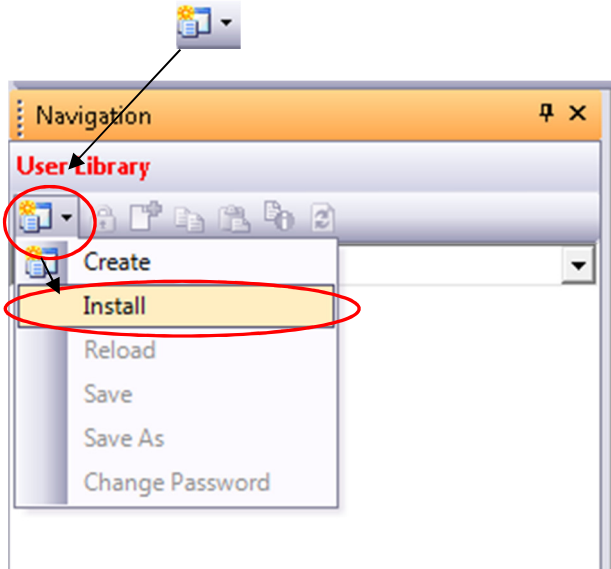 Navigation
User Library
Create
Install
Reload
Save
Save As
Change Password